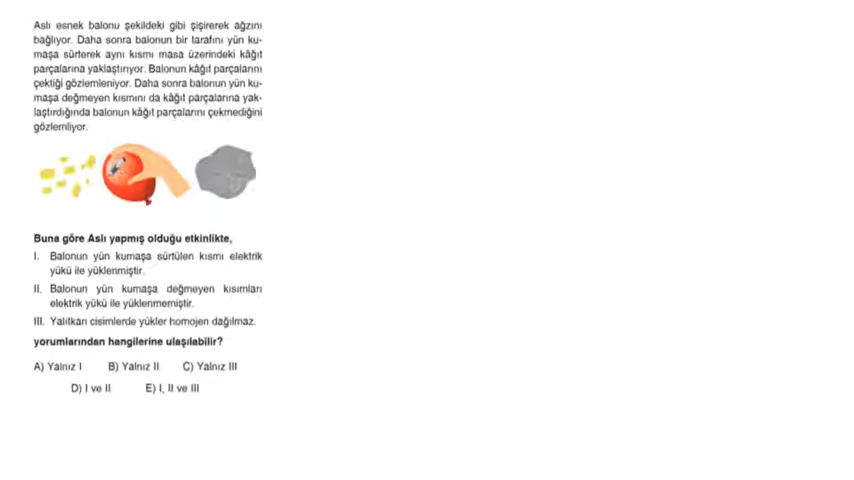 Aslı esnek balonu şekildeki gibi şişirerek ağzını
bağlıyor. Daha sonra balonun bir tarafını yün ku-
maşa sürterek aynı kısmı masa üzerindeki kâğıt
parçalarına yaklaştırıyor. Balonun kâğıt parçalarını
çektiği gözlemleniyor. Daha sonra balonun yün ku-
maşa değmeyen kısmını da kâğıt parçalarına yak-
laştırdığında balonun kâğıt parçalarını çekmediğini
gözlemliyor.
Buna göre Aslı yapmış olduğu etkinlikte,
I. Balonun yün kumaşa sürtülen kısmı elektrik
yükü ile yüklenmiştir.
II. Balonun yün kumaşa değmeyen kısımları
elektrik yükü ile yüklenmemiştir.
III. Yalıtkan cisimlerde yükler homojen dağılmaz.
yorumlarından hangilerine ulaşılabilir?
A) Yalnız I B) Yalnız II C) Yalnız III
D) I ve II E) I, II ve III